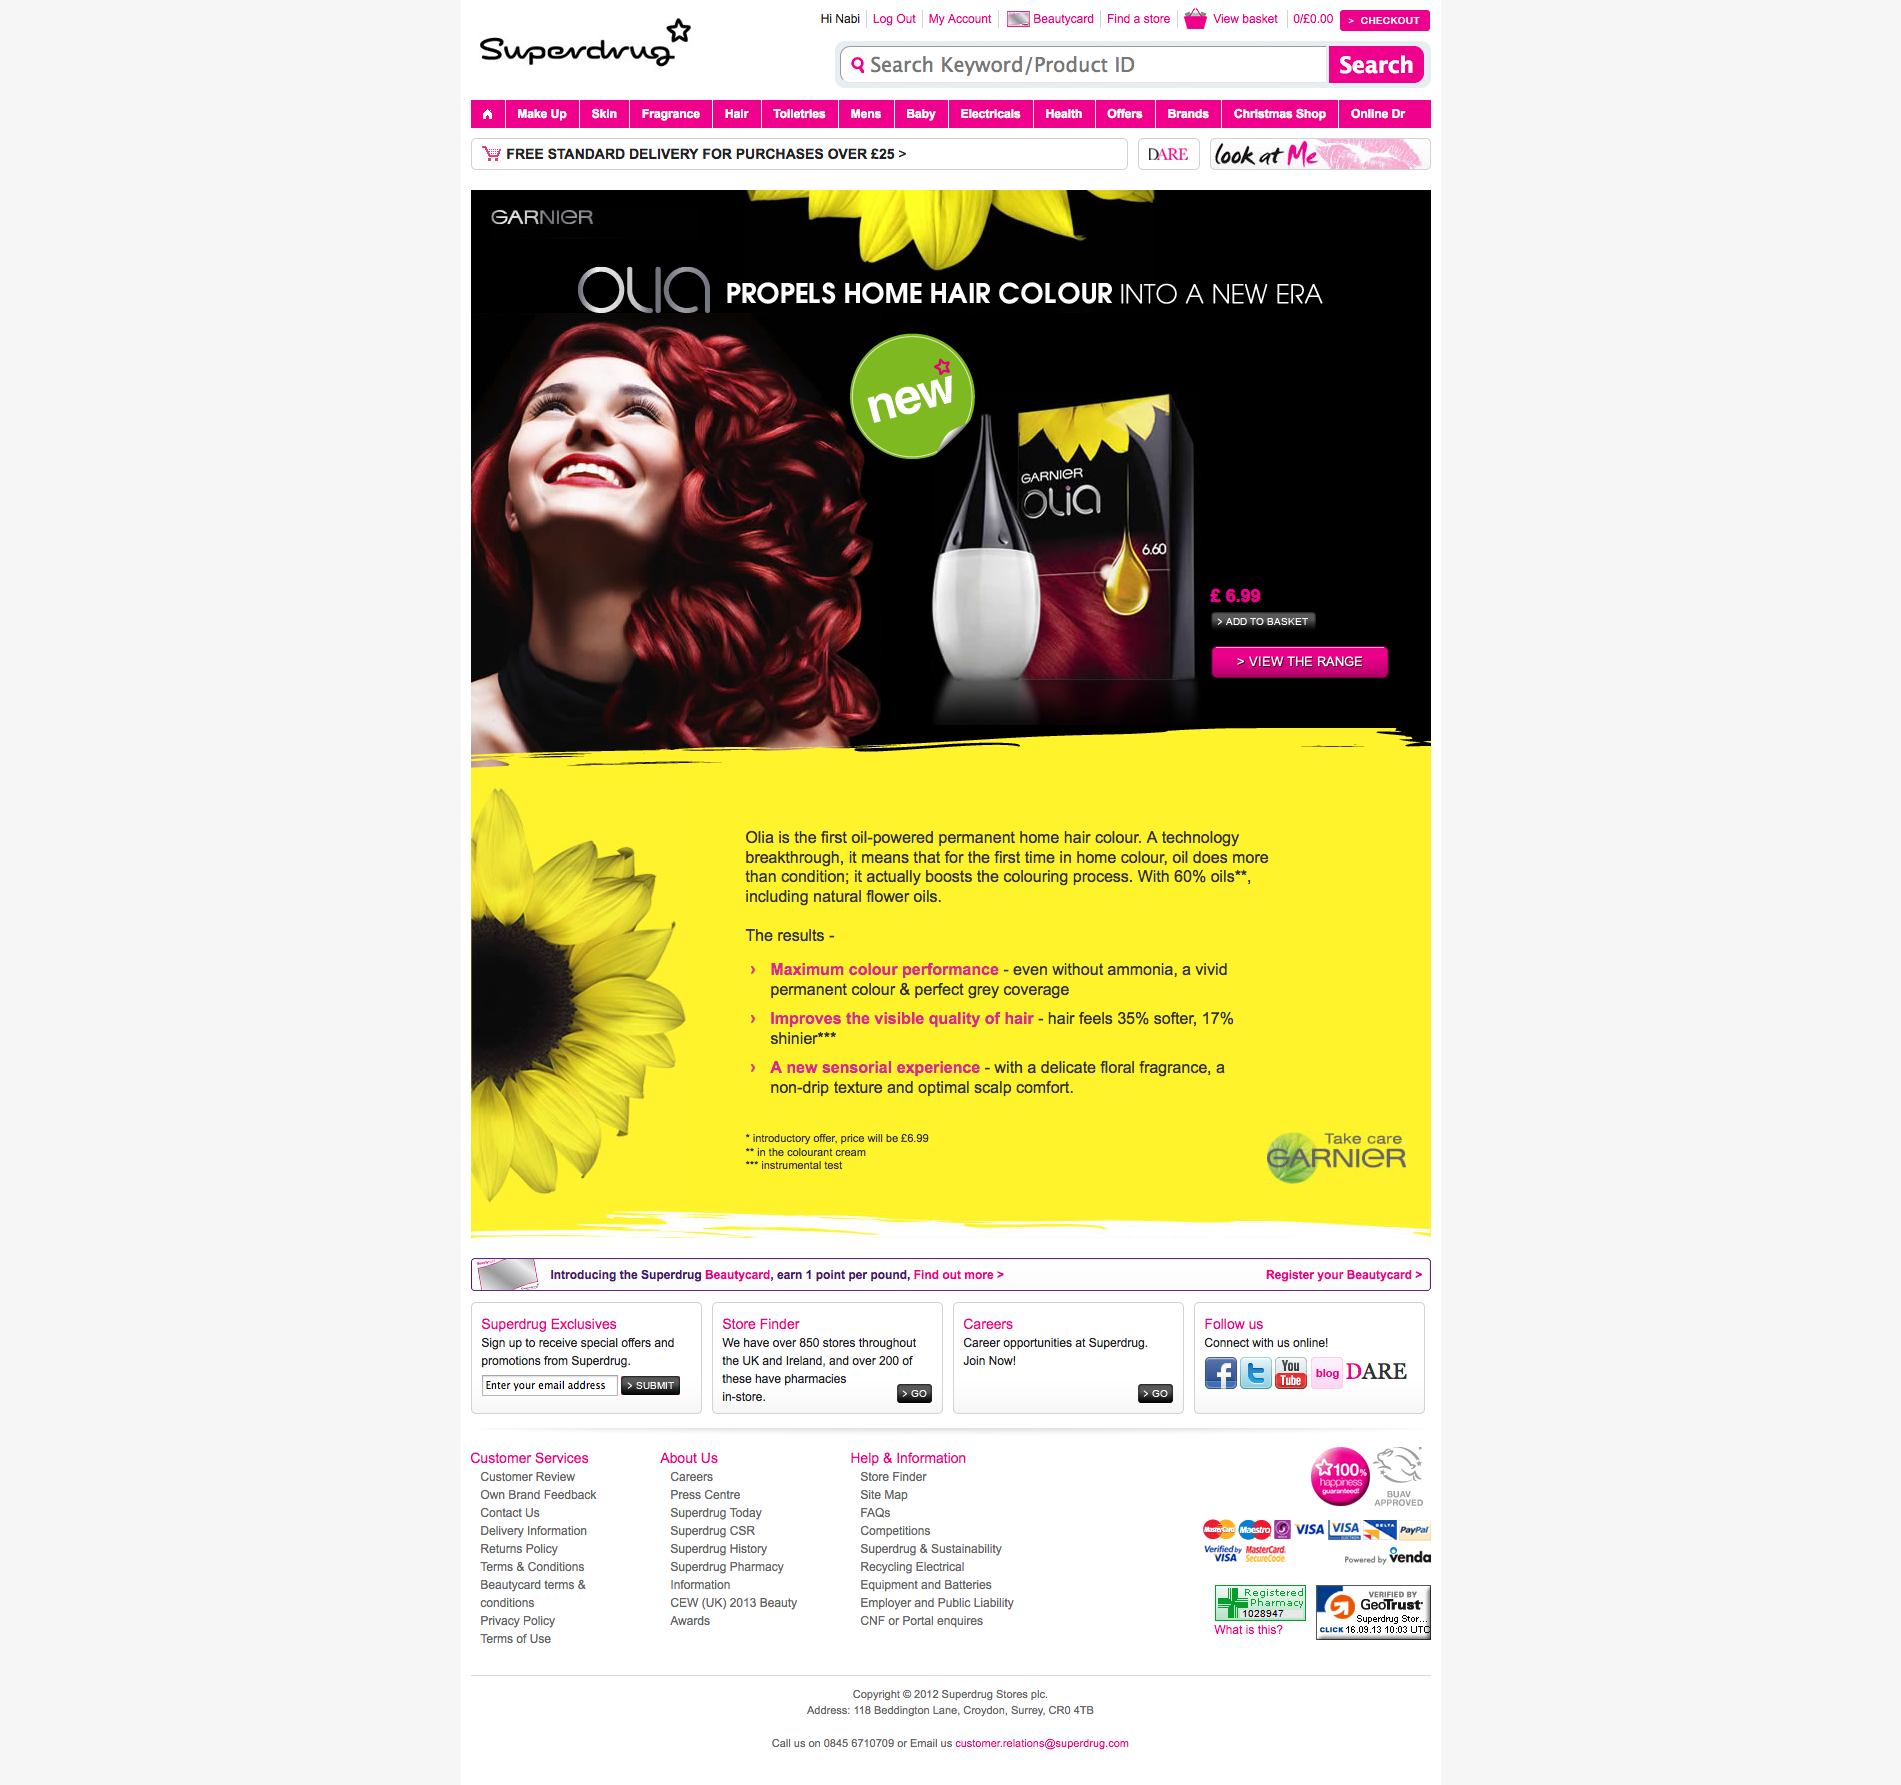 Superdrug
Hi Nabi
Log Out
My Account
Beautycard
Find a store
View basket
0/£0.00
> CHECKOUT
Search Keyword/Product ID
Search
Make Up
Skin
Fragrance
Hair
Toiletries
Mens
Baby
Electricals
Health
Offers
Brands
Christmas Shop
Online Dr
FREE STANDARD DELIVERY FOR PURCHASES OVER £25 >
DARE
look at Me
GARNIER
OLIA PROPELS HOME HAIR COLOUR INTO A NEW ERA
new
GARNIER
OLIA
6.60
£ 6.99
> ADD TO BASKET
> VIEW THE RANGE
Olia is the first oil-powered permanent home hair colour. A technology
breakthrough, it means that for the first time in home colour, oil does more
than condition; it actually boosts the colouring process. With 60% oils**,
including natural flower oils.
The results -
› Maximum colour performance - even without ammonia, a vivid
permanent colour & perfect grey coverage
› Improves the visible quality of hair - hair feels 35% softer, 17%
shinier***
› A new sensorial experience - with a delicate floral fragrance, a
non-drip texture and optimal scalp comfort.
* introductory offer, price will be £6.99
** in the colourant cream
*** instrumental test
Take care
GARNIER
Introducing the Superdrug Beautycard, earn 1 point per pound, Find out more >
Register your Beautycard >
Superdrug Exclusives
Sign up to receive special offers and
promotions from Superdrug.
Enter your email address
> SUBMIT
Store Finder
We have over 850 stores throughout
the UK and Ireland, and over 200 of
these have pharmacies
in-store.
> GO
Careers
Career opportunities at Superdrug.
Join Now!
> GO
Follow us
Connect with us online!
You
Tube
blog
DARE
Customer Services
Customer Review
Own Brand Feedback
Contact Us
Delivery Information
Returns Policy
Terms & Conditions
Beautycard terms &
conditions
Privacy Policy
Terms of Use
About Us
Careers
Press Centre
Superdrug Today
Superdrug CSR
Superdrug History
Superdrug Pharmacy
Information
CEW (UK) 2013 Beauty
Awards
Help & Information
Store Finder
Site Map
FAQs
Competitions
Superdrug & Sustainability
Recycling Electrical
Equipment and Batteries
Employer and Public Liability
CNF or Portal enquires
100%
happiness
guaranteed!
BUAV
APPROVED
MasterCard
Maestro
VISA
VISA
DELTA
PayPal
Verified by
VISA
MasterCard.
SecureCode.
Powered by venda
Registered
Pharmacy
1028947
What is this?
VERIFIED BY
GeoTrust
Superdrug Stor...
CLICK 16.09.13 10:03 UTC
Copyright © 2012 Superdrug Stores plc.
Address: 118 Beddington Lane, Croydon, Surrey, CR0 4TB
Call us on 0845 6710709 or Email us customer.relations@superdrug.com